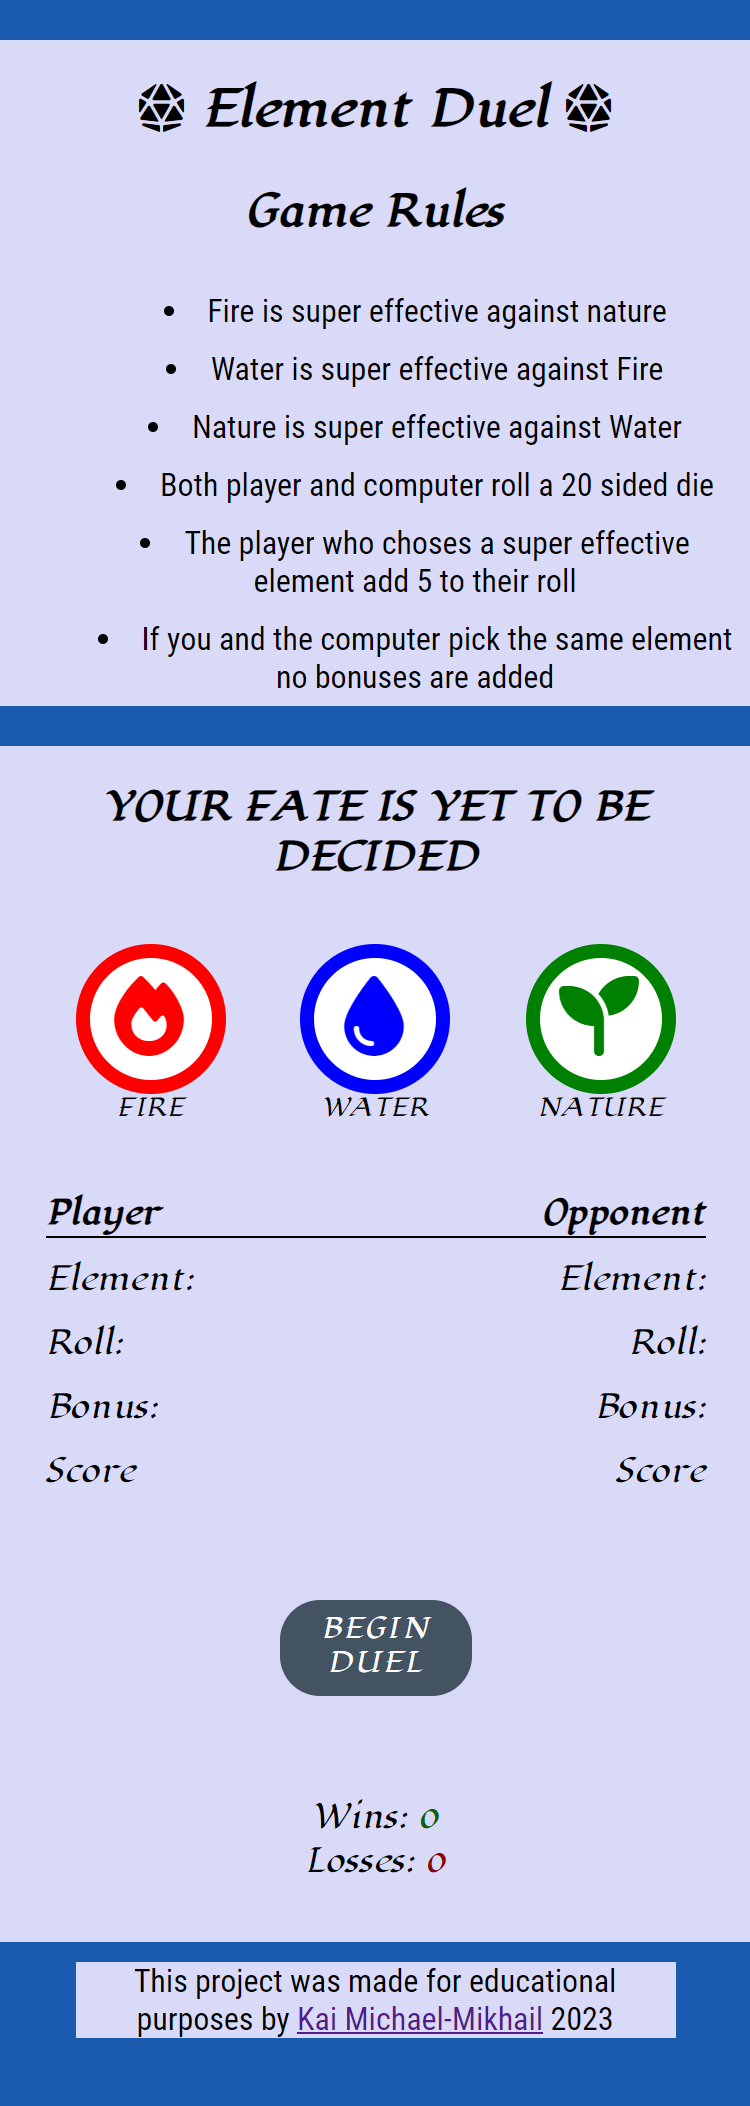 Element Duel
Game Rules
• Fire is super effective against nature
• Water is super effective against Fire
• Nature is super effective against Water
• Both player and computer roll a 20 sided die
• The player who choses a super effective
element add 5 to their roll
• If you and the computer pick the same element
no bonuses are added
YOUR FATE IS YET TO BE
DECIDED
FIRE WATER NATURE
Player Opponent
Element: Element:
Roll: Roll:
Bonus: Bonus:
Score Score
BEGIN
DUEL
Wins: 0
Losses: 0
This project was made for educational
purposes by Kai Michael-Mikhail 2023